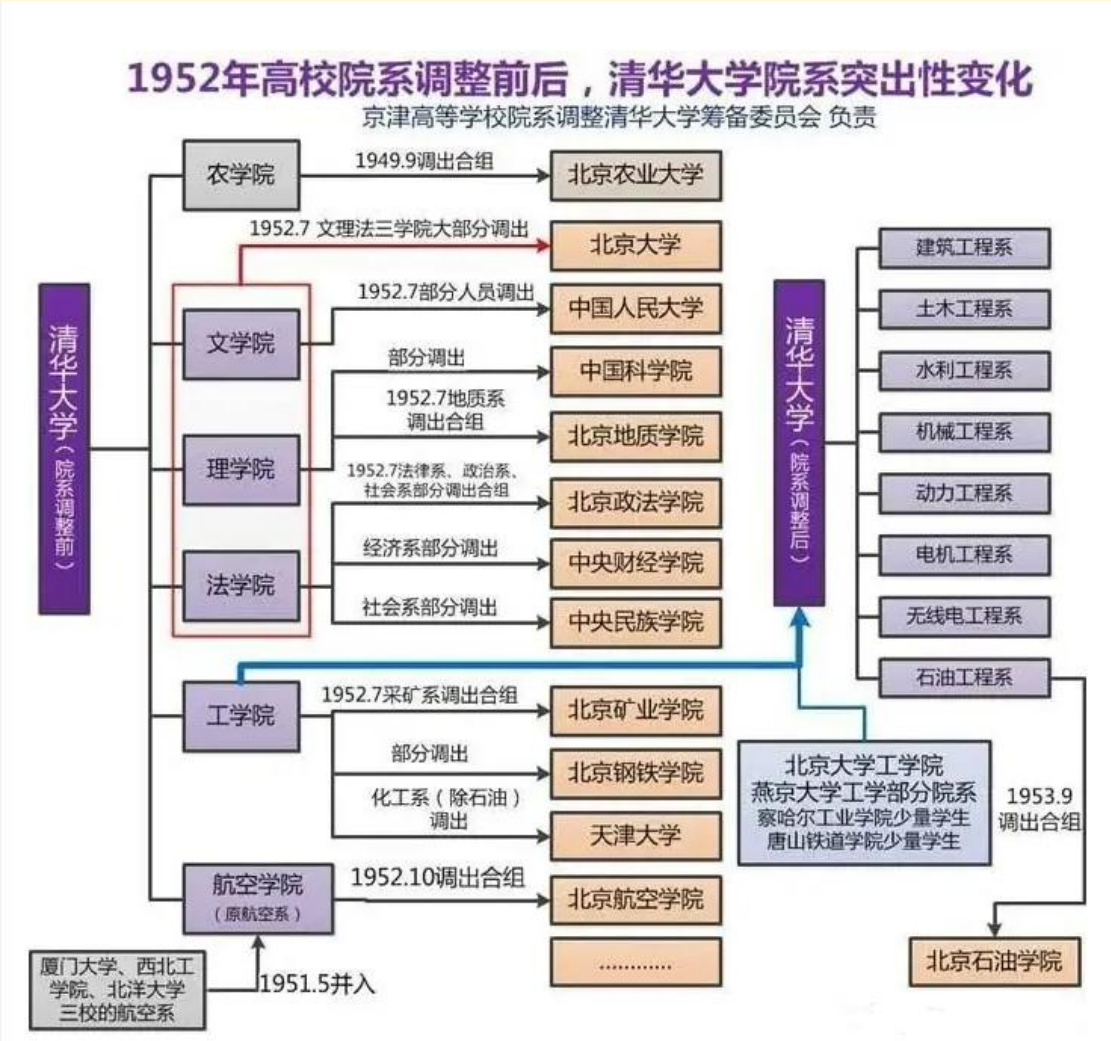 1952年高校院系调整前后，清华大学院系突出性变化
京津高等学校院系调整清华大学筹备委员会 负责
清华大学（院系调整前）
农学院
1949.9调出合组
北京农业大学
1952.7 文理法三学院大部分调出
北京大学
文学院
1952.7部分人员调出
中国人民大学
理学院
部分调出
中国科学院
1952.7地质系
调出合组
北京地质学院
法学院
1952.7法律系、政治系、
社会系部分调出合组
北京政法学院
经济系部分调出
中央财经学院
社会系部分调出
中央民族学院
工学院
1952.7采矿系调出合组
北京矿业学院
部分调出
北京钢铁学院
化工系（除石油）
调出
天津大学
航空学院
（原航空系）
1952.10调出合组
北京航空学院
…………
厦门大学、西北工
学院、北洋大学
三校的航空系
1951.5并入
清华大学（院系调整后）
建筑工程系
土木工程系
水利工程系
机械工程系
动力工程系
电机工程系
无线电工程系
石油工程系
北京大学工学院
燕京大学工学部分院系
察哈尔工业学院少量学生
唐山铁道学院少量学生
1953.9
调出合组
北京石油学院